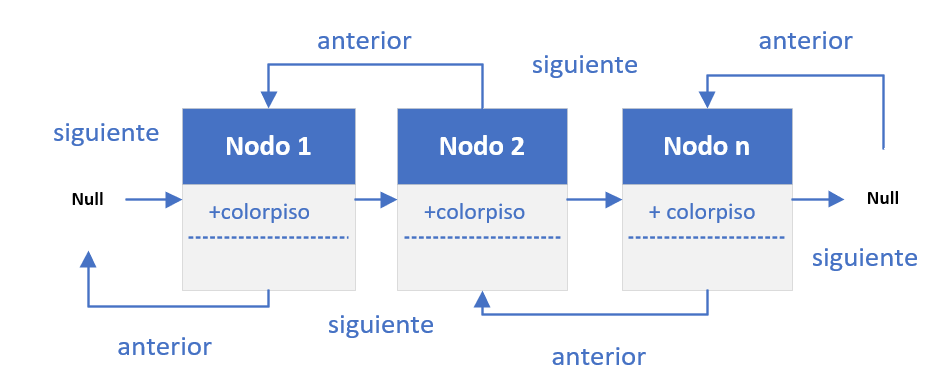 anterior
anterior
siguiente
siguiente
Nodo 1
Nodo 2
Nodo n
Null
+colorpiso
+colorpiso
+ colorpiso
Null
siguiente
siguiente
anterior
anterior